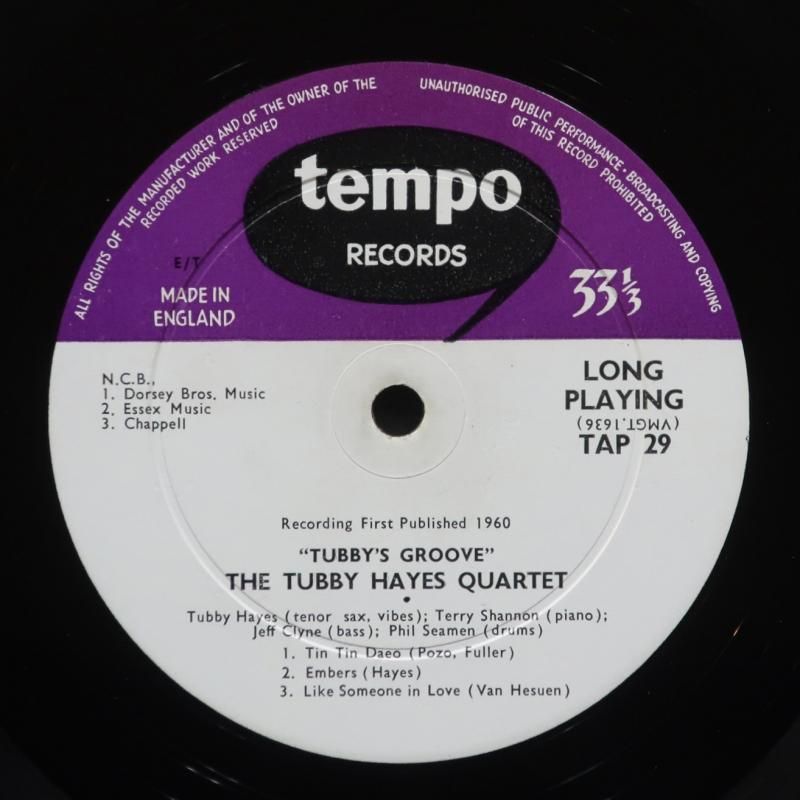 ALL RIGHTS OF THE MANUFACTURER AND OF THE OWNER OF THE
RECORDED WORK RESERVED
UNAUTHORISED PUBLIC PERFORMANCE · BROADCASTING AND COPYING
OF THIS RECORD PROHIBITED
tempo
RECORDS
E/T
MADE IN
ENGLAND
33⅓
N.C.B.,
1. Dorsey Bros. Music
2. Essex Music
3. Chappell
LONG
PLAYING
(VMGT.1636)
TAP 29
Recording First Published 1960
"TUBBY'S GROOVE"
THE TUBBY HAYES QUARTET
Tubby Hayes (tenor sax, vibes); Terry Shannon (piano);
Jeff Clyne (bass); Phil Seamen (drums)
1. Tin Tin Daeo (Pozo, Fuller)
2. Embers (Hayes)
3. Like Someone in Love (Van Hesuen)